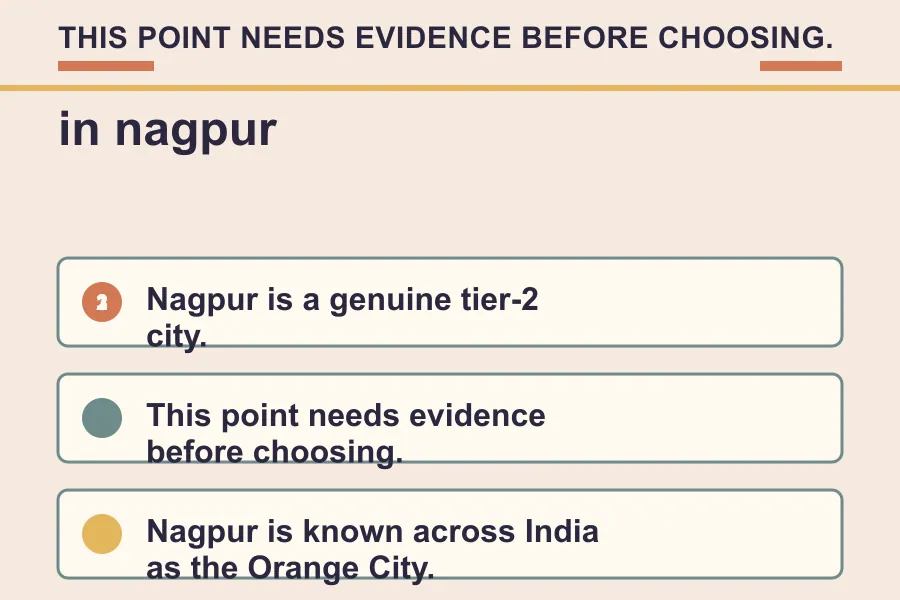 THIS POINT NEEDS EVIDENCE BEFORE CHOOSING.
in nagpur
Nagpur is a genuine tier-2
city.
This point needs evidence
before choosing.
Nagpur is known across India
as the Orange City.